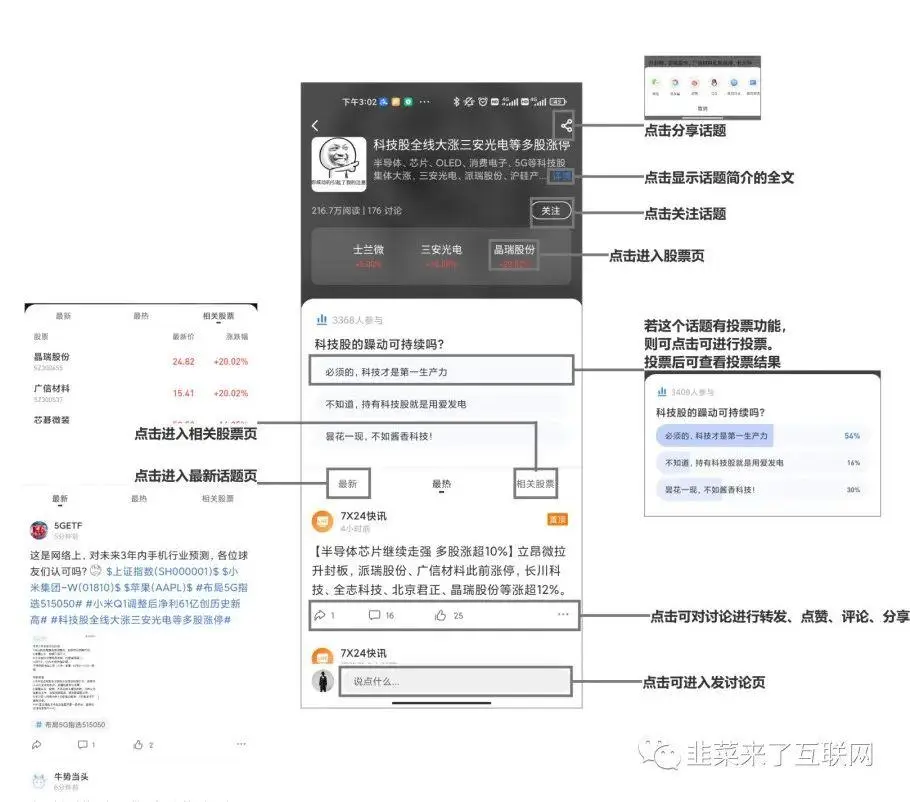 下午3:02
科技股全线大涨三安光电等多股涨停
半导体、芯片、OLED、消费电子、5G等科技股
集体大涨，三安光电、派瑞股份、沪硅产... 详情
216.7万阅读 | 176 讨论
关注
士兰微
三安光电
晶瑞股份
3368人参与
科技股的躁动可持续吗?
必须的，科技才是第一生产力
不知道，持有科技股就是用爱发电
昙花一现，不如酱香科技!
最新
最热
相关股票
7X24快讯
4小时前
置顶
【半导体芯片继续走强 多股涨超10%】立昂微拉
升封板，派瑞股份、广信材料此前涨停，长川科
技、全志科技、北京君正、晶瑞股份等涨超12%。
1
16
25
7X24快讯
说点什么...
点击分享话题
点击显示话题简介的全文
点击关注话题
点击进入股票页
若这个话题有投票功能，
则可点击可进行投票。
投票后可查看投票结果
3408人参与
科技股的躁动可持续吗?
必须的，科技才是第一生产力 54%
不知道，持有科技股就是用爱发电 16%
昙花一现，不如酱香科技! 30%
点击可对讨论进行转发、点赞、评论、分享
点击可进入发讨论页
最新 最热 相关股票
股票 最新价 涨跌幅
晶瑞股份 24.82 +20.02%
SZ300655
广信材料 15.41 +20.02%
SZ300537
芯碁微装
点击进入相关股票页
点击进入最新话题页
最新 最热 相关股票
5GETF
5分钟前
这是网络上，对未来3年内手机行业预测，各位球
友们认可吗? $上证指数(SH000001)$ $小
米集团-W(01810)$ $苹果(AAPL)$ #布局5G指
选515050# #小米Q1调整后净利61亿创历史新
高# #科技股全线大涨三安光电等多股涨停#
# 布局5G指选515050
1
2
牛势当头
6分钟前
韭菜来了互联网